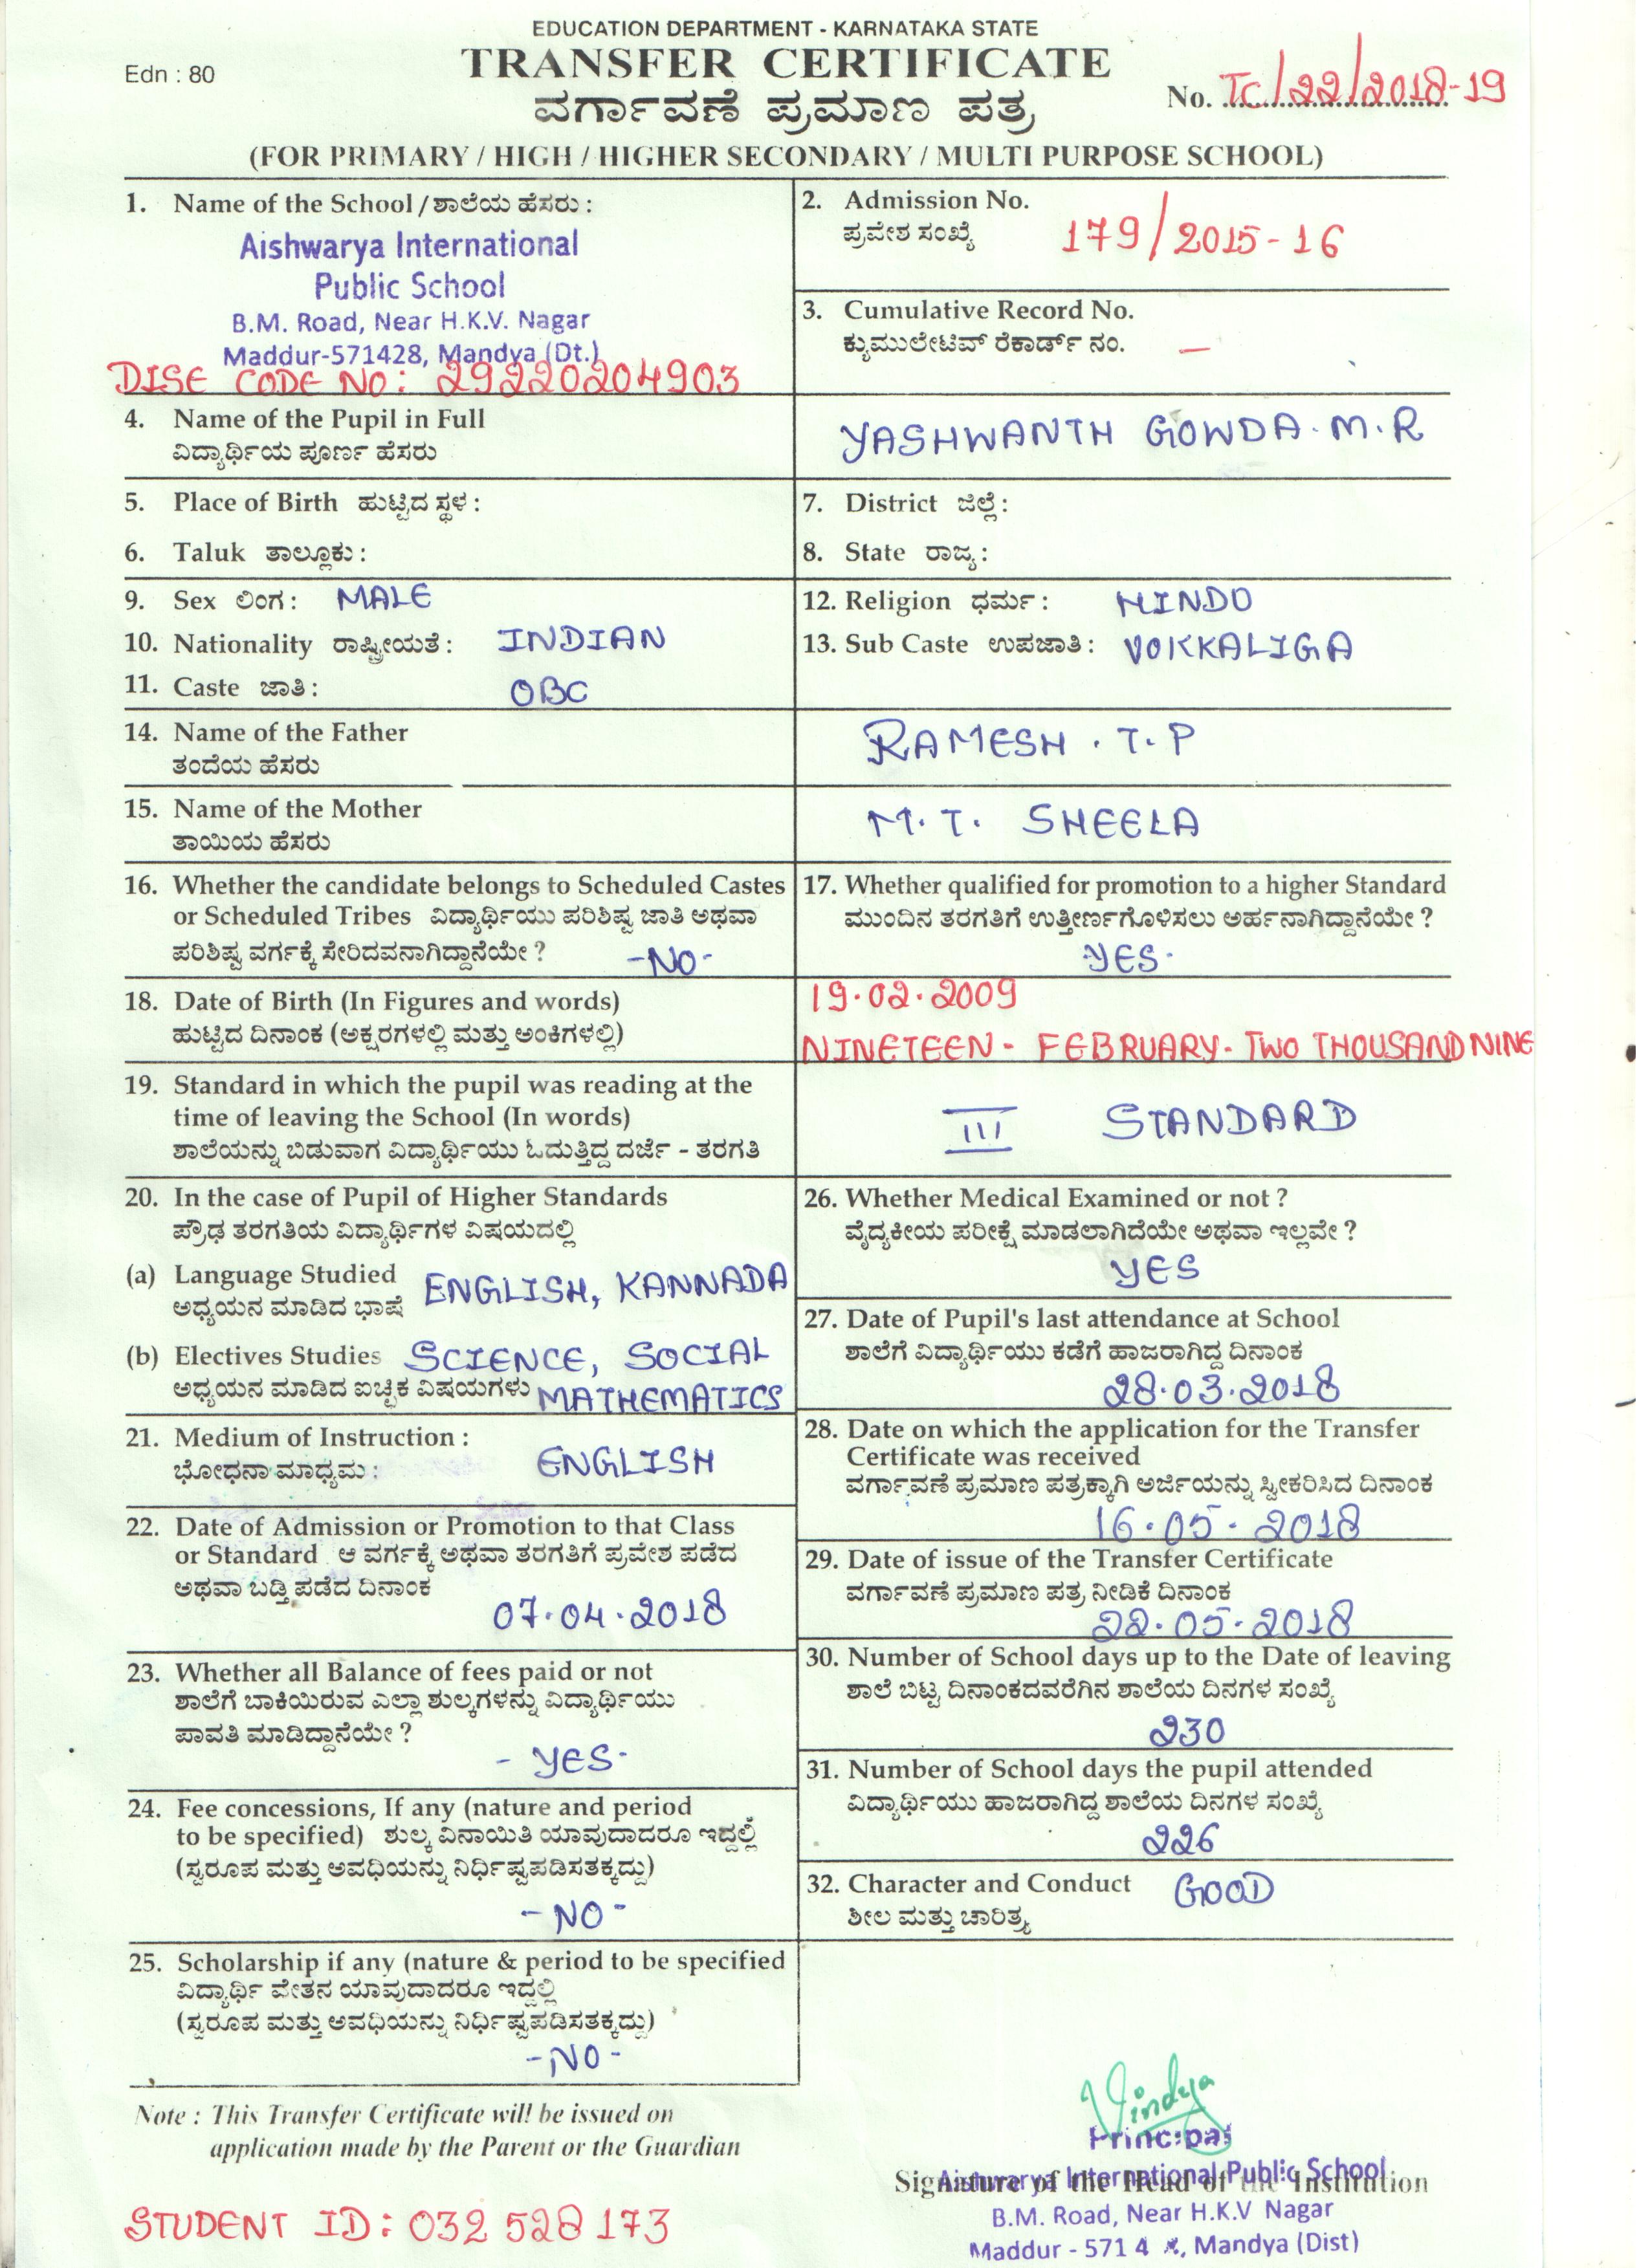 EDUCATION DEPARTMENT - KARNATAKA STATE
Edn : 80
TRANSFER CERTIFICATE
ವರ್ಗಾವಣೆ ಪ್ರಮಾಣ ಪತ್ರ
No. TC/22/2018-19
(FOR PRIMARY / HIGH / HIGHER SECONDARY / MULTI PURPOSE SCHOOL)
1. Name of the School / ಶಾಲೆಯ ಹೆಸರು :
Aishwarya International
Public School
B.M. Road, Near H.K.V. Nagar
Maddur-571428, Mandya (Dt.)
DISE CODE NO: 29220204903
2. Admission No.
ಪ್ರವೇಶ ಸಂಖ್ಯೆ 179/2015-16
3. Cumulative Record No.
ಕ್ಯುಮುಲೇಟಿವ್ ರೆಕಾರ್ಡ್ ನಂ. —
4. Name of the Pupil in Full
ವಿದ್ಯಾರ್ಥಿಯ ಪೂರ್ಣ ಹೆಸರು
YASHWANTH GOWDA.M.R
5. Place of Birth ಹುಟ್ಟಿದ ಸ್ಥಳ :
6. Taluk ತಾಲ್ಲೂಕು :
7. District ಜಿಲ್ಲೆ :
8. State ರಾಜ್ಯ :
9. Sex ಲಿಂಗ : MALE
10. Nationality ರಾಷ್ಟ್ರೀಯತೆ : INDIAN
11. Caste ಜಾತಿ : OBC
12. Religion ಧರ್ಮ : HINDU
13. Sub Caste ಉಪಜಾತಿ : VOKKALIGA
14. Name of the Father
ತಂದೆಯ ಹೆಸರು
RAMESH . T. P
15. Name of the Mother
ತಾಯಿಯ ಹೆಸರು
M. T. SHEELA
16. Whether the candidate belongs to Scheduled Castes
or Scheduled Tribes ವಿದ್ಯಾರ್ಥಿಯು ಪರಿಶಿಷ್ಟ ಜಾತಿ ಅಥವಾ
ಪರಿಶಿಷ್ಟ ವರ್ಗಕ್ಕೆ ಸೇರಿದವನಾಗಿದ್ದಾನೆಯೇ ? -NO-
17. Whether qualified for promotion to a higher Standard
ಮುಂದಿನ ತರಗತಿಗೆ ಉತ್ತೀರ್ಣಗೊಳಿಸಲು ಅರ್ಹನಾಗಿದ್ದಾನೆಯೇ ?
YES.
18. Date of Birth (In Figures and words)
ಹುಟ್ಟಿದ ದಿನಾಂಕ (ಅಕ್ಷರಗಳಲ್ಲಿ ಮತ್ತು ಅಂಕಿಗಳಲ್ಲಿ)
19.02.2009
NINETEEN - FEBRUARY - TWO THOUSAND NINE
19. Standard in which the pupil was reading at the
time of leaving the School (In words)
ಶಾಲೆಯನ್ನು ಬಿಡುವಾಗ ವಿದ್ಯಾರ್ಥಿಯು ಓದುತ್ತಿದ್ದ ದರ್ಜೆ - ತರಗತಿ
III STANDARD
20. In the case of Pupil of Higher Standards
ಪ್ರೌಢ ತರಗತಿಯ ವಿದ್ಯಾರ್ಥಿಗಳ ವಿಷಯದಲ್ಲಿ
(a) Language Studied ENGLISH, KANNADA
ಅಧ್ಯಯನ ಮಾಡಿದ ಭಾಷೆ
(b) Electives Studies SCIENCE, SOCIAL
ಅಧ್ಯಯನ ಮಾಡಿದ ಐಚ್ಛಿಕ ವಿಷಯಗಳು MATHEMATICS
21. Medium of Instruction :
ಭೋಧನಾ ಮಾಧ್ಯಮ : ENGLISH
22. Date of Admission or Promotion to that Class
or Standard ಆ ವರ್ಗಕ್ಕೆ ಅಥವಾ ತರಗತಿಗೆ ಪ್ರವೇಶ ಪಡೆದ
ಅಥವಾ ಬಡ್ತಿ ಪಡೆದ ದಿನಾಂಕ
07.04.2018
23. Whether all Balance of fees paid or not
ಶಾಲೆಗೆ ಬಾಕಿಯಿರುವ ಎಲ್ಲಾ ಶುಲ್ಕಗಳನ್ನು ವಿದ್ಯಾರ್ಥಿಯು
ಪಾವತಿ ಮಾಡಿದ್ದಾನೆಯೇ ?
- YES-
24. Fee concessions, If any (nature and period
to be specified) ಶುಲ್ಕ ವಿನಾಯಿತಿ ಯಾವುದಾದರೂ ಇದ್ದಲ್ಲಿ
(ಸ್ವರೂಪ ಮತ್ತು ಅವಧಿಯನ್ನು ನಿರ್ಧಿಷ್ಟಪಡಿಸತಕ್ಕದ್ದು)
-NO-
25. Scholarship if any (nature & period to be specified
ವಿದ್ಯಾರ್ಥಿ ವೇತನ ಯಾವುದಾದರೂ ಇದ್ದಲ್ಲಿ
(ಸ್ವರೂಪ ಮತ್ತು ಅವಧಿಯನ್ನು ನಿರ್ಧಿಷ್ಟಪಡಿಸತಕ್ಕದ್ದು)
-NO-
26. Whether Medical Examined or not ?
ವೈದ್ಯಕೀಯ ಪರೀಕ್ಷೆ ಮಾಡಲಾಗಿದೆಯೇ ಅಥವಾ ಇಲ್ಲವೇ ?
YES
27. Date of Pupil's last attendance at School
ಶಾಲೆಗೆ ವಿದ್ಯಾರ್ಥಿಯು ಕಡೆಗೆ ಹಾಜರಾಗಿದ್ದ ದಿನಾಂಕ
28.03.2018
28. Date on which the application for the Transfer
Certificate was received
ವರ್ಗಾವಣೆ ಪ್ರಮಾಣ ಪತ್ರಕ್ಕಾಗಿ ಅರ್ಜಿಯನ್ನು ಸ್ವೀಕರಿಸಿದ ದಿನಾಂಕ
16.05.2018
29. Date of issue of the Transfer Certificate
ವರ್ಗಾವಣೆ ಪ್ರಮಾಣ ಪತ್ರ ನೀಡಿಕೆ ದಿನಾಂಕ
22.05.2018
30. Number of School days up to the Date of leaving
ಶಾಲೆ ಬಿಟ್ಟ ದಿನಾಂಕದವರೆಗಿನ ಶಾಲೆಯ ದಿನಗಳ ಸಂಖ್ಯೆ
230
31. Number of School days the pupil attended
ವಿದ್ಯಾರ್ಥಿಯು ಹಾಜರಾಗಿದ್ದ ಶಾಲೆಯ ದಿನಗಳ ಸಂಖ್ಯೆ
226
32. Character and Conduct GOOD
ಶೀಲ ಮತ್ತು ಚಾರಿತ್ರ್ಯ
Note : This Transfer Certificate will be issued on
application made by the Parent or the Guardian
STUDENT ID: 032528173
Vindya
Principal
Aishwarya International Public School
Signature of the Head of the Institution
B.M. Road, Near H.K.V Nagar
Maddur - 571 4 , Mandya (Dist)